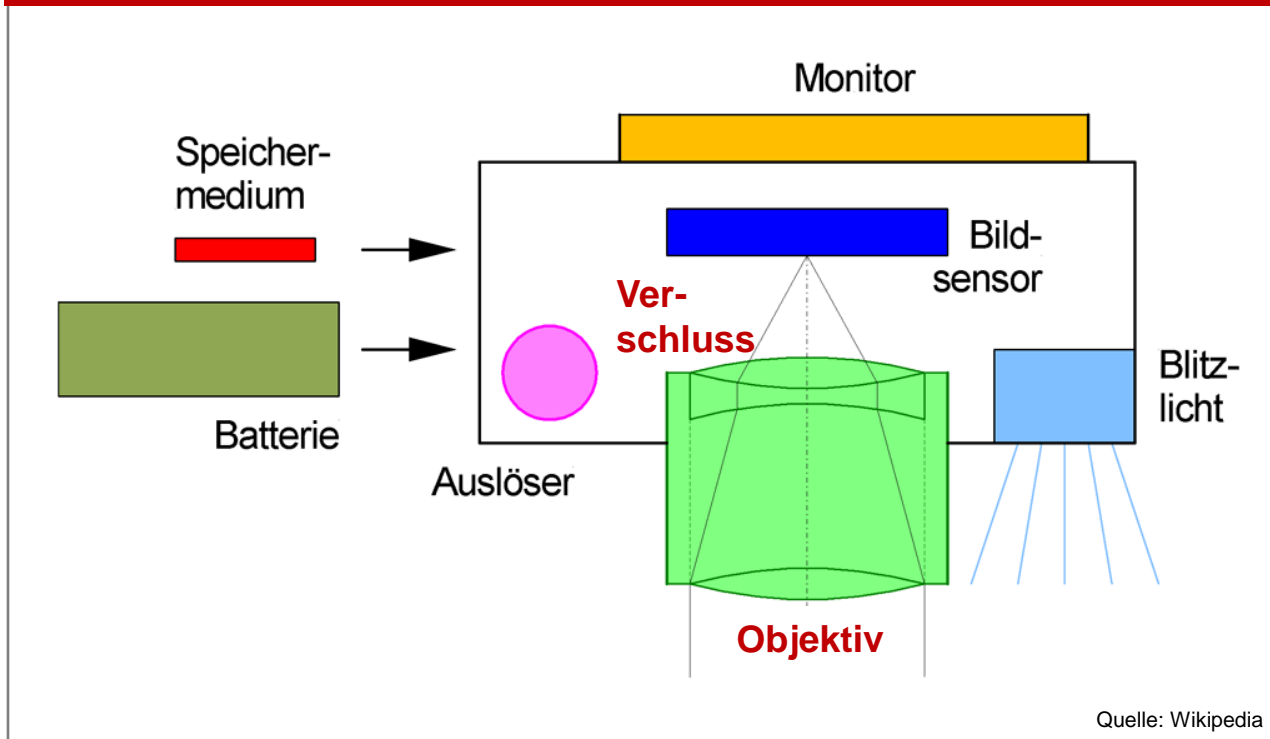 Monitor
Speicher-
medium
Bild-
sensor
Ver-
schluss
Blitz-
licht
Batterie
Auslöser
Objektiv
Quelle: Wikipedia